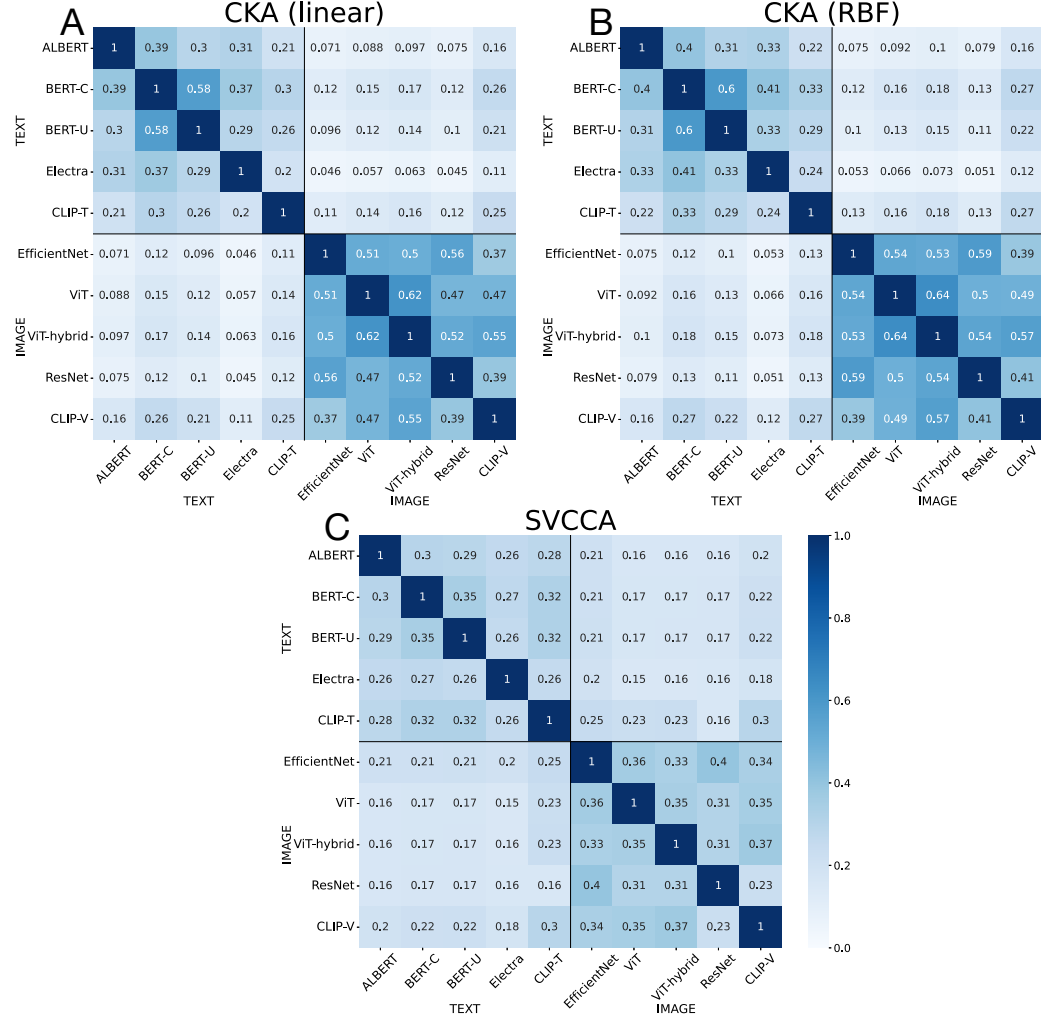 A CKA (linear)
ALBERT 1 0.39 0.3 0.31 0.21 0.071 0.088 0.097 0.075 0.16
BERT-C 0.39 1 0.58 0.37 0.3 0.12 0.15 0.17 0.12 0.26
BERT-U 0.3 0.58 1 0.29 0.26 0.096 0.12 0.14 0.1 0.21
Electra 0.31 0.37 0.29 1 0.2 0.046 0.057 0.063 0.045 0.11
CLIP-T 0.21 0.3 0.26 0.2 1 0.11 0.14 0.16 0.12 0.25
EfficientNet 0.071 0.12 0.096 0.046 0.11 1 0.51 0.5 0.56 0.37
ViT 0.088 0.15 0.12 0.057 0.14 0.51 1 0.62 0.47 0.47
ViT-hybrid 0.097 0.17 0.14 0.063 0.16 0.5 0.62 1 0.52 0.55
ResNet 0.075 0.12 0.1 0.045 0.12 0.56 0.47 0.52 1 0.39
CLIP-V 0.16 0.26 0.21 0.11 0.25 0.37 0.47 0.55 0.39 1
TEXT
IMAGE
ALBERT BERT-C BERT-U Electra CLIP-T EfficientNet ViT ViT-hybrid ResNet CLIP-V
TEXT IMAGE
B CKA (RBF)
ALBERT 1 0.4 0.31 0.33 0.22 0.075 0.092 0.1 0.079 0.16
BERT-C 0.4 1 0.6 0.41 0.33 0.12 0.16 0.18 0.13 0.27
BERT-U 0.31 0.6 1 0.33 0.29 0.1 0.13 0.15 0.11 0.22
Electra 0.33 0.41 0.33 1 0.24 0.053 0.066 0.073 0.051 0.12
CLIP-T 0.22 0.33 0.29 0.24 1 0.13 0.16 0.18 0.13 0.27
EfficientNet 0.075 0.12 0.1 0.053 0.13 1 0.54 0.53 0.59 0.39
ViT 0.092 0.16 0.13 0.066 0.16 0.54 1 0.64 0.5 0.49
ViT-hybrid 0.1 0.18 0.15 0.073 0.18 0.53 0.64 1 0.54 0.57
ResNet 0.079 0.13 0.11 0.051 0.13 0.59 0.5 0.54 1 0.41
CLIP-V 0.16 0.27 0.22 0.12 0.27 0.39 0.49 0.57 0.41 1
TEXT
IMAGE
ALBERT BERT-C BERT-U Electra CLIP-T EfficientNet ViT ViT-hybrid ResNet CLIP-V
TEXT IMAGE
C SVCCA
ALBERT 1 0.3 0.29 0.26 0.28 0.21 0.16 0.16 0.16 0.2
BERT-C 0.3 1 0.35 0.27 0.32 0.21 0.17 0.17 0.17 0.22
BERT-U 0.29 0.35 1 0.26 0.32 0.21 0.17 0.17 0.17 0.22
Electra 0.26 0.27 0.26 1 0.26 0.2 0.15 0.16 0.16 0.18
CLIP-T 0.28 0.32 0.32 0.26 1 0.25 0.23 0.23 0.16 0.3
EfficientNet 0.21 0.21 0.21 0.2 0.25 1 0.36 0.33 0.4 0.34
ViT 0.16 0.17 0.17 0.15 0.23 0.36 1 0.35 0.31 0.35
ViT-hybrid 0.16 0.17 0.17 0.16 0.23 0.33 0.35 1 0.31 0.37
ResNet 0.16 0.17 0.17 0.16 0.16 0.4 0.31 0.31 1 0.23
CLIP-V 0.2 0.22 0.22 0.18 0.3 0.34 0.35 0.37 0.23 1
TEXT
IMAGE
ALBERT BERT-C BERT-U Electra CLIP-T EfficientNet ViT ViT-hybrid ResNet CLIP-V
TEXT IMAGE
1.0
0.8
0.6
0.4
0.2
0.0